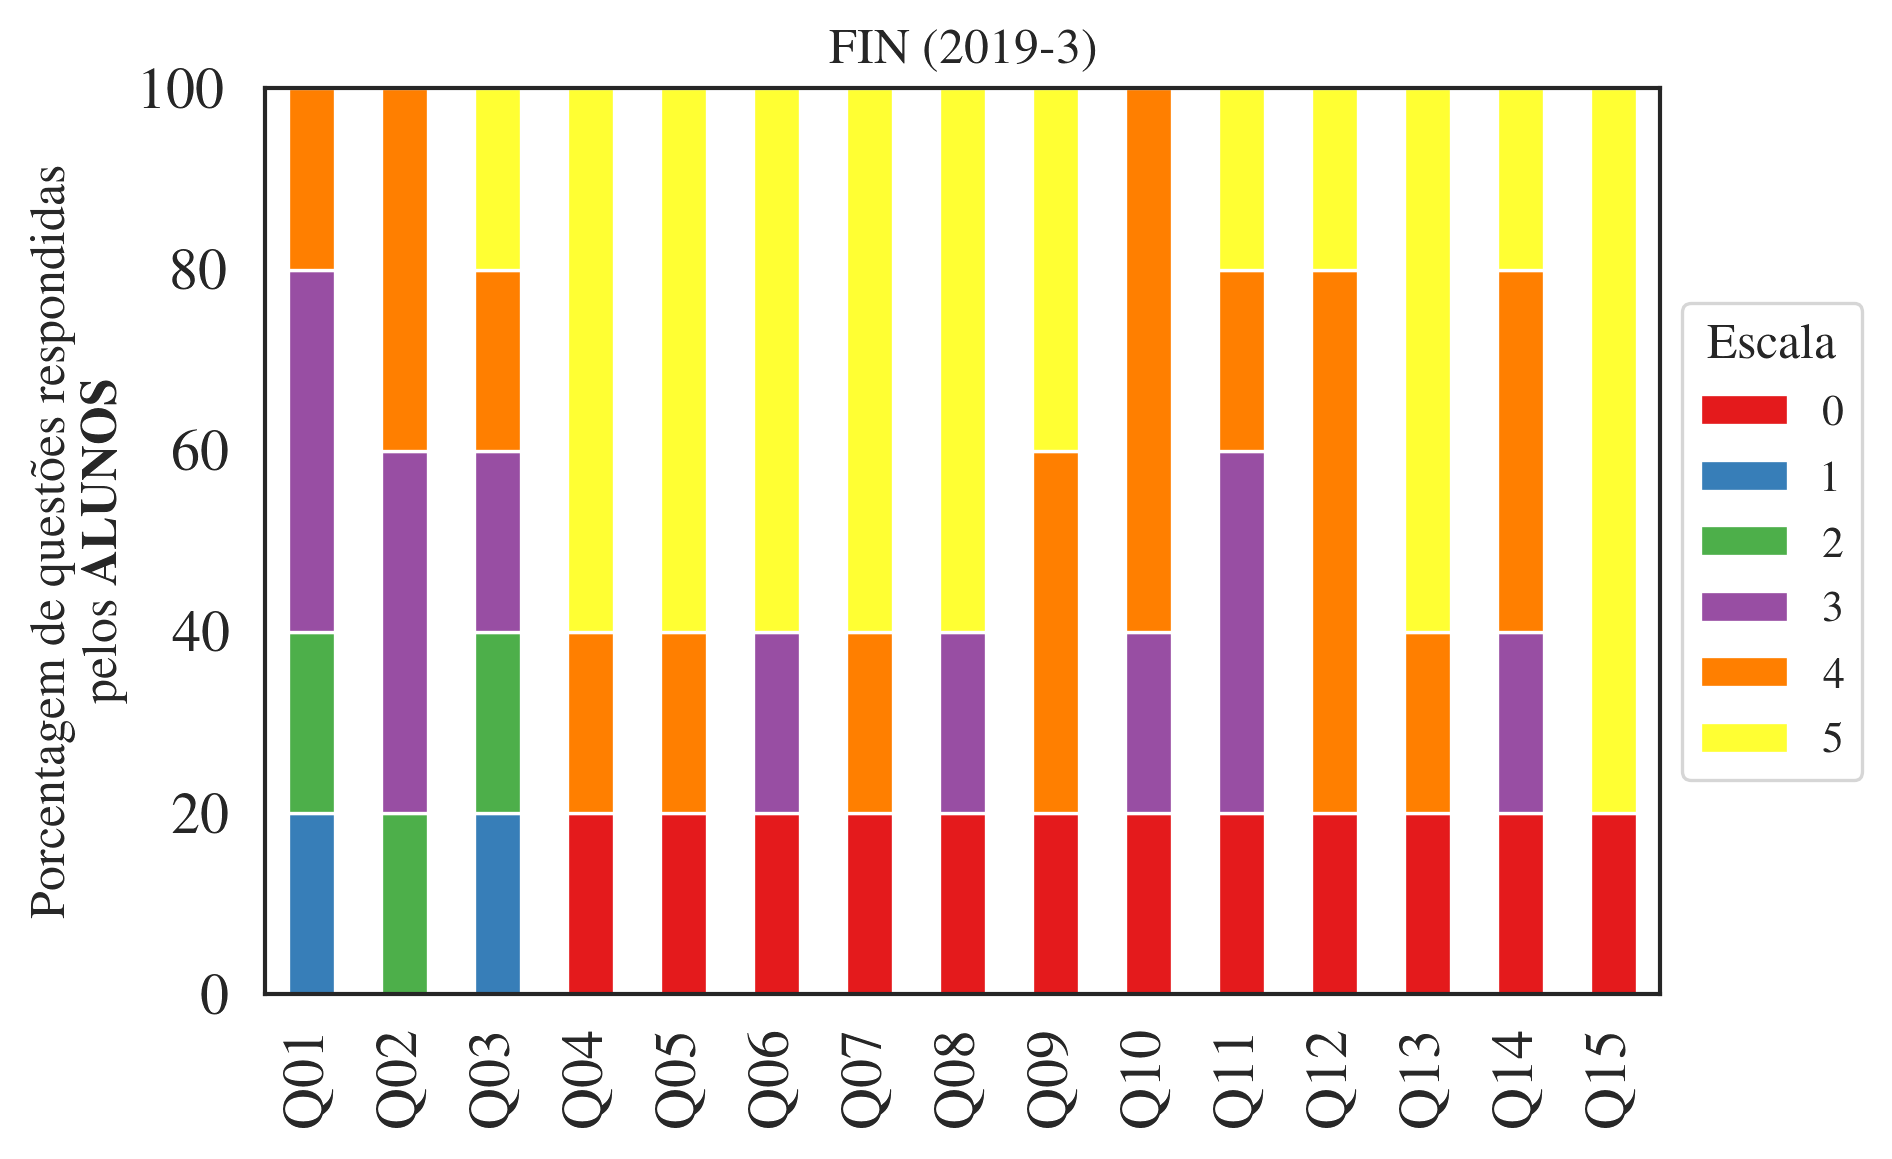 FIN (2019-3)
Porcentagem de questões respondidas
pelos ALUNOS
100
80
60
40
20
0
Q01
Q02
Q03
Q04
Q05
Q06
Q07
Q08
Q09
Q10
Q11
Q12
Q13
Q14
Q15
Escala
0
1
2
3
4
5